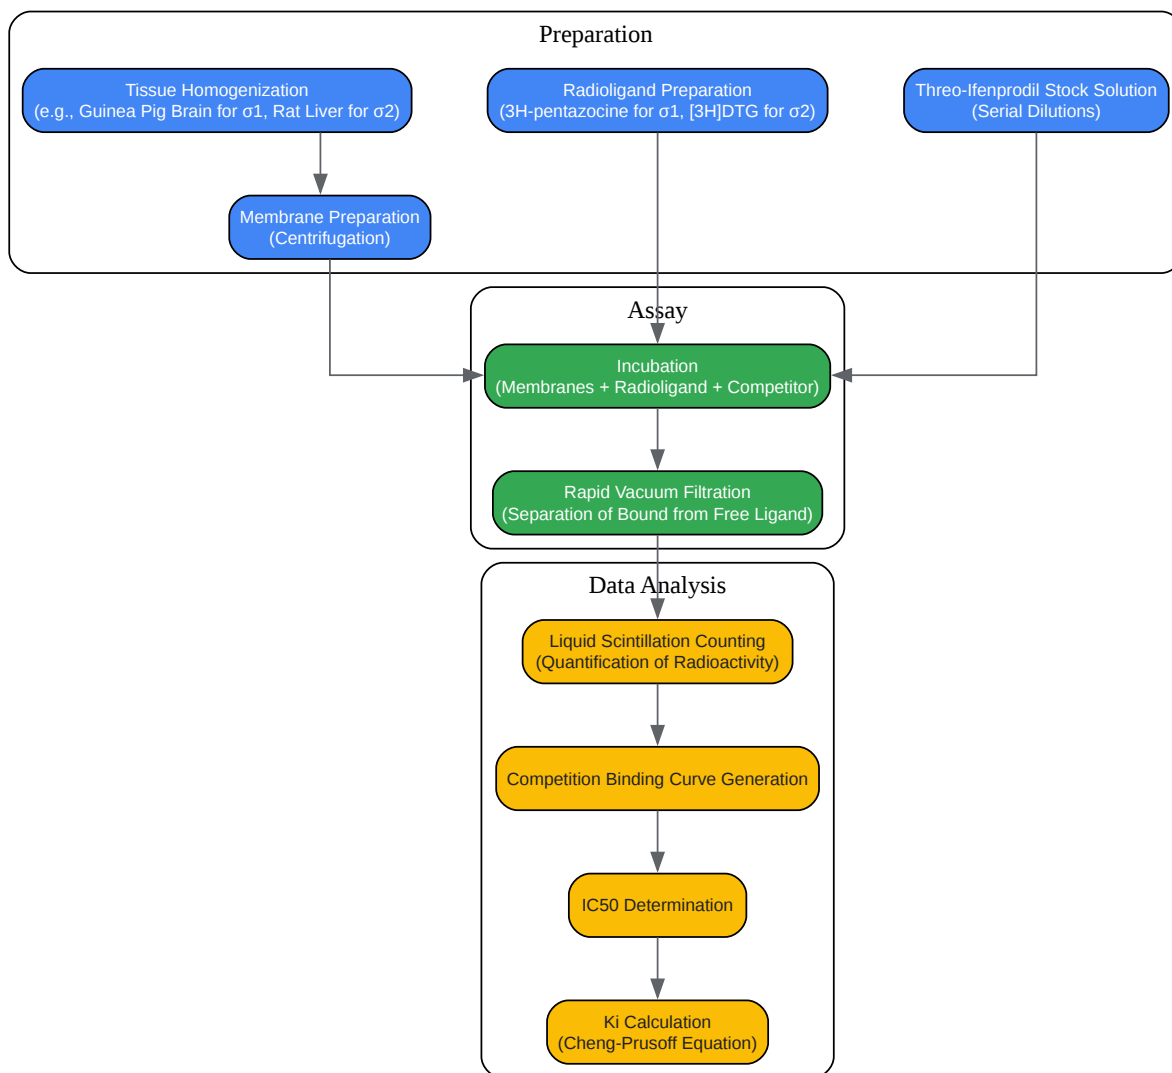 Preparation
Tissue Homogenization
(e.g., Guinea Pig Brain for σ1, Rat Liver for σ2)
Radioligand Preparation
(3H-pentazocine for σ1, [3H]DTG for σ2)
Threo-Ifenprodil Stock Solution
(Serial Dilutions)
Membrane Preparation
(Centrifugation)
Assay
Incubation
(Membranes + Radioligand + Competitor)
Rapid Vacuum Filtration
(Separation of Bound from Free Ligand)
Data Analysis
Liquid Scintillation Counting
(Quantification of Radioactivity)
Competition Binding Curve Generation
IC50 Determination
Ki Calculation
(Cheng-Prusoff Equation)